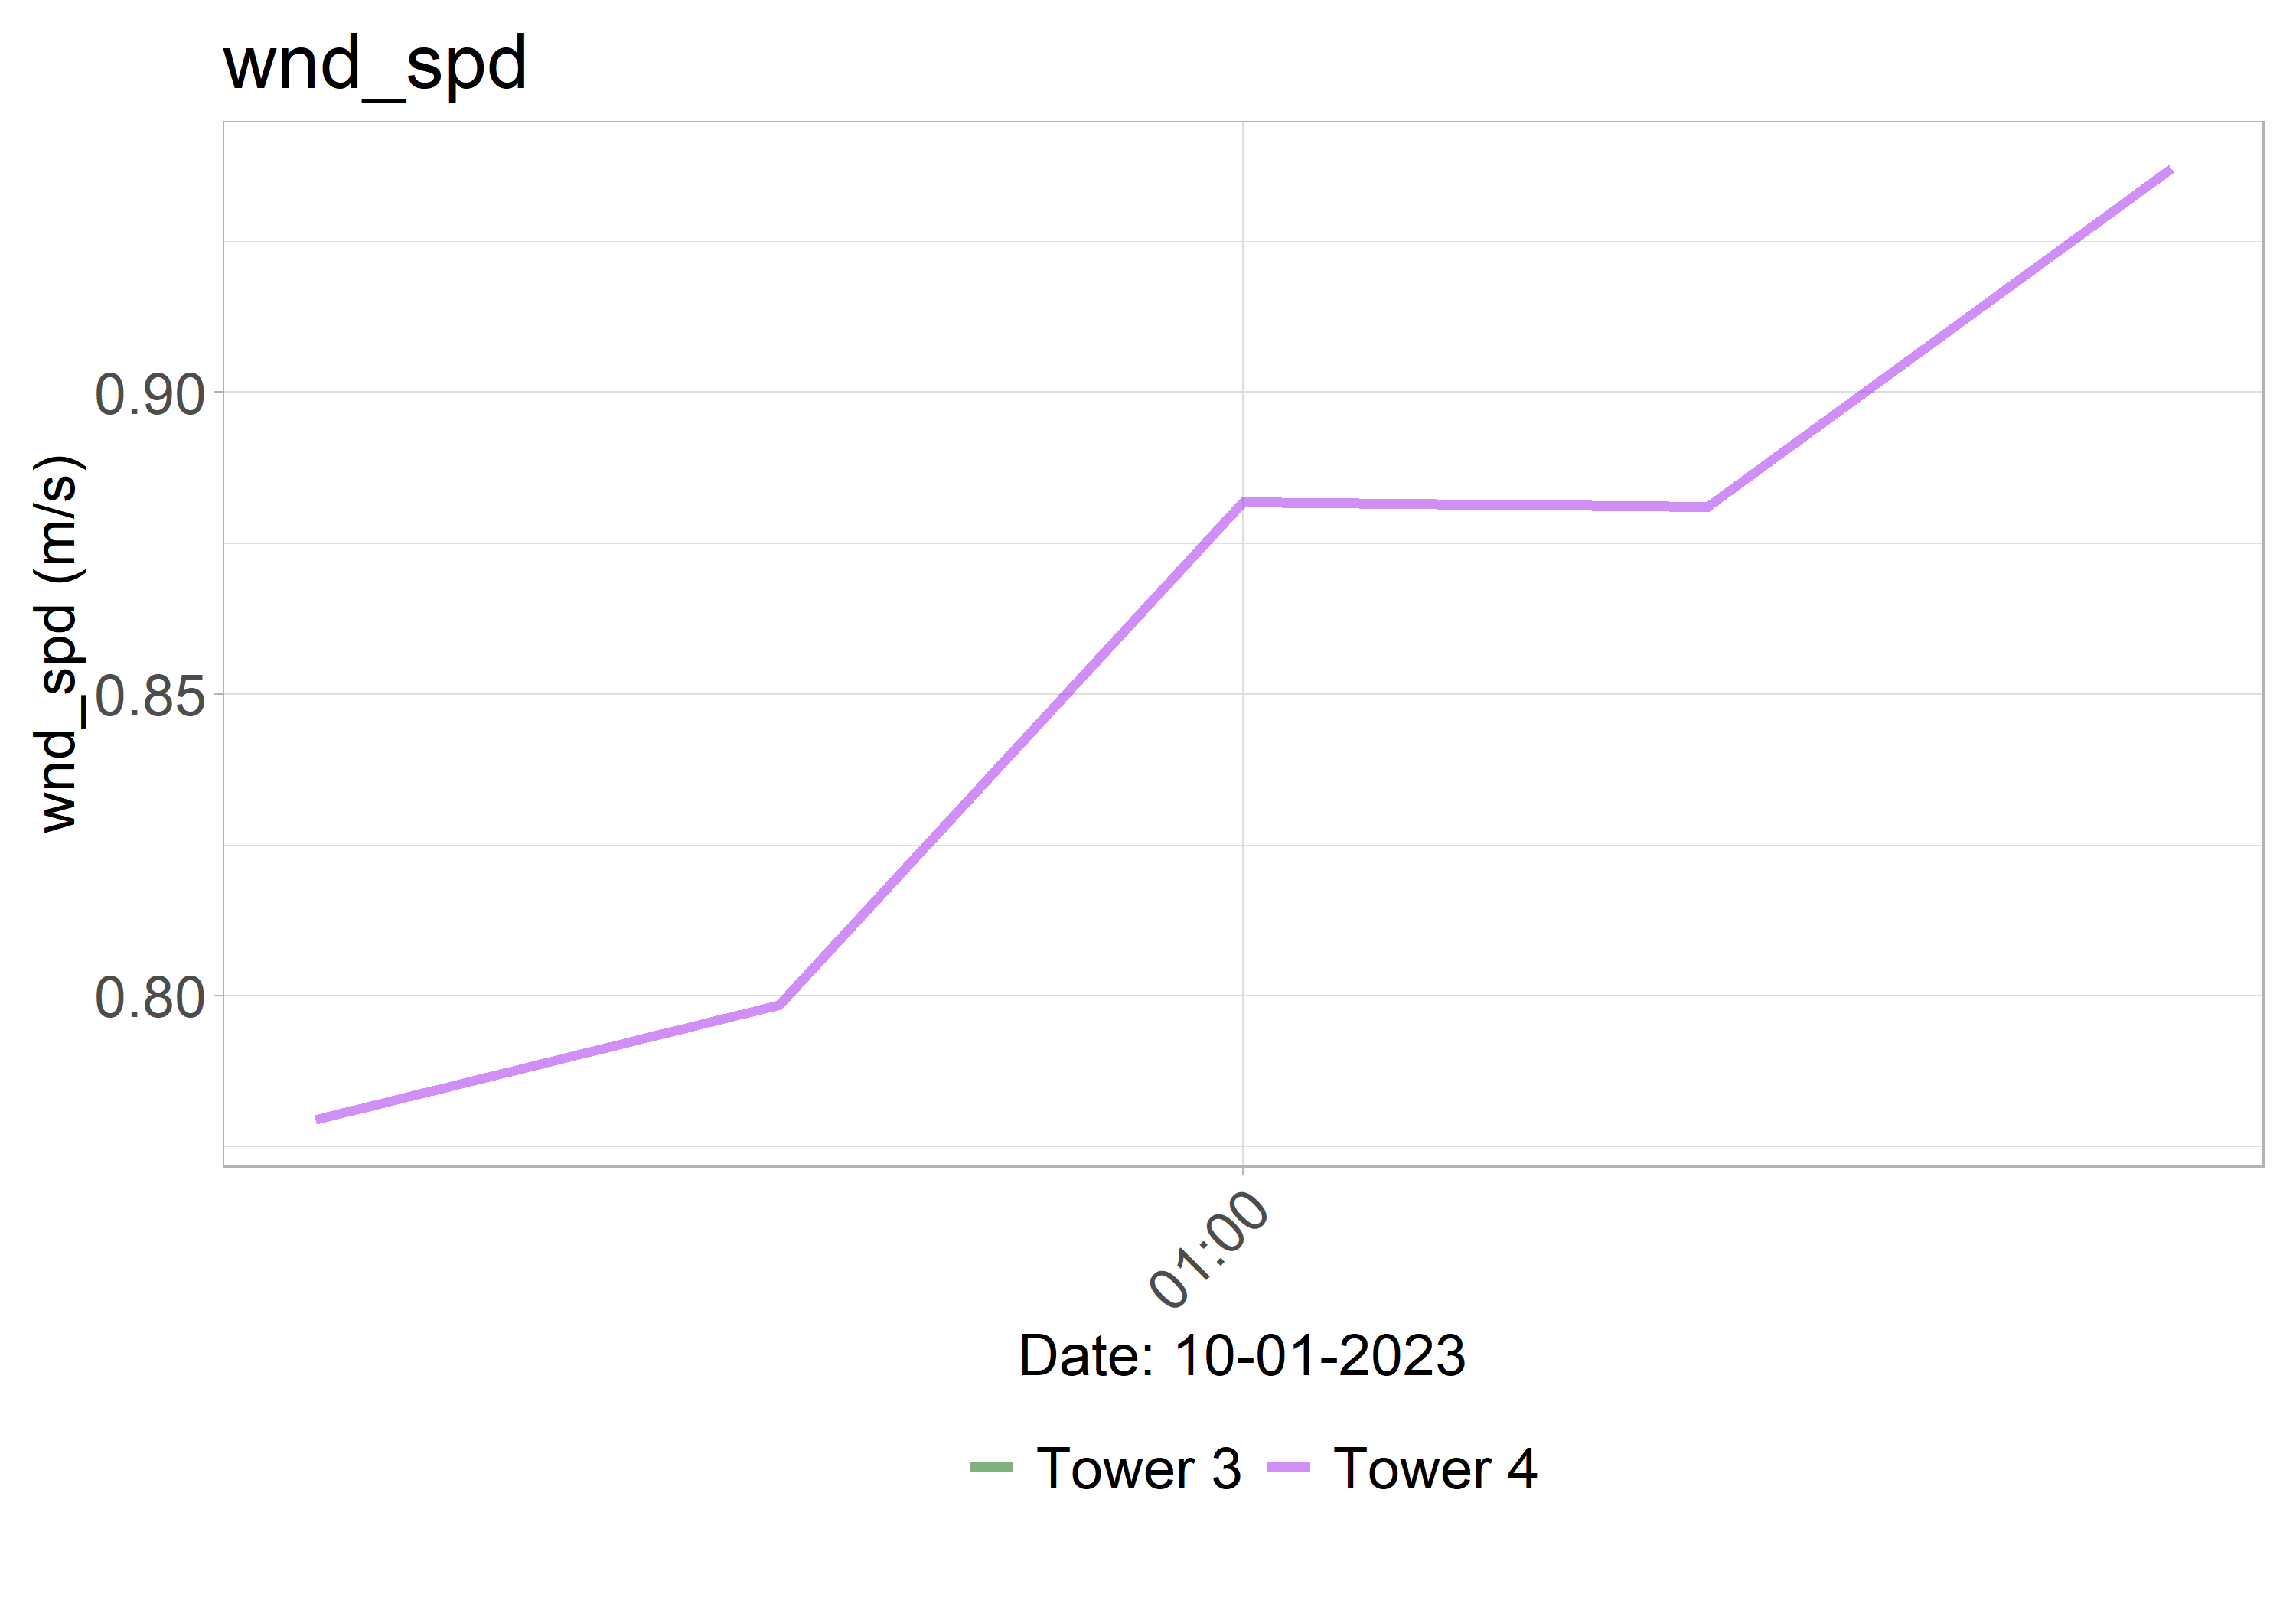 wnd_spd
wnd_spd (m/s)
0.90
0.85
0.80
01:00
Date: 10-01-2023
Tower 3 Tower 4